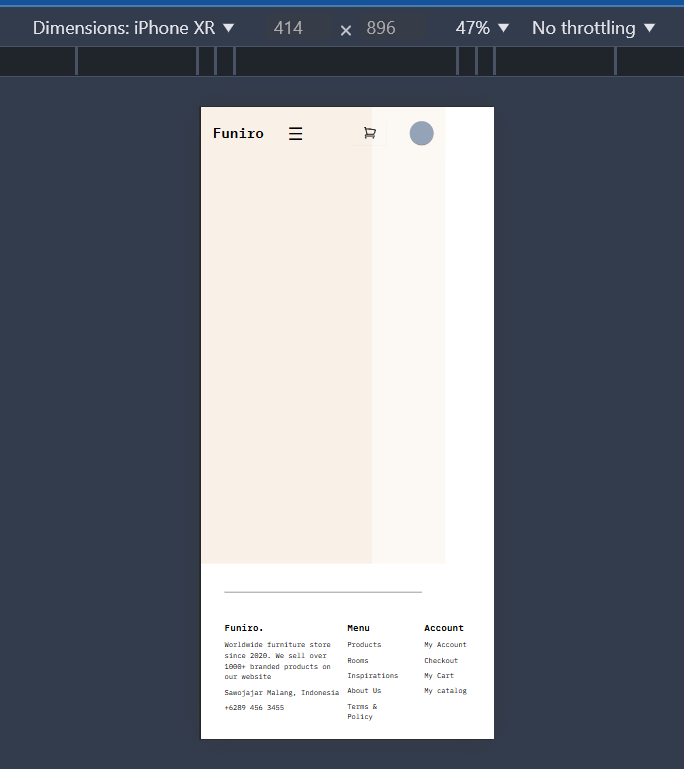 Dimensions: iPhone XR ▼ 414 × 896 47% ▼ No throttling ▼
Funiro ☰
Funiro.
Worldwide furniture store
since 2020. We sell over
1000+ branded products on
our website
Sawojajar Malang, Indonesia
+6289 456 3455
Menu
Products
Rooms
Inspirations
About Us
Terms &
Policy
Account
My Account
Checkout
My Cart
My catalog